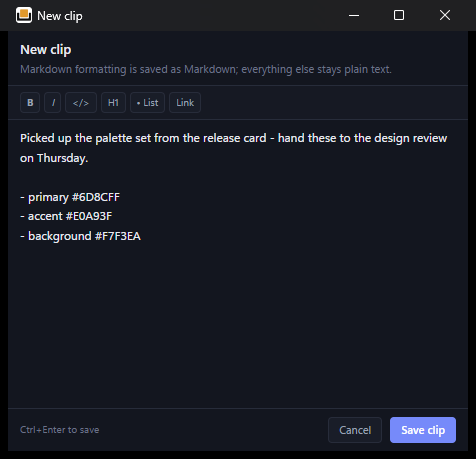 New clip
New clip
Markdown formatting is saved as Markdown; everything else stays plain text.
B I </> H1 • List Link
Picked up the palette set from the release card - hand these to the design review
on Thursday.
- primary #6D8CFF
- accent #E0A93F
- background #F7F3EA
Ctrl+Enter to save Cancel Save clip